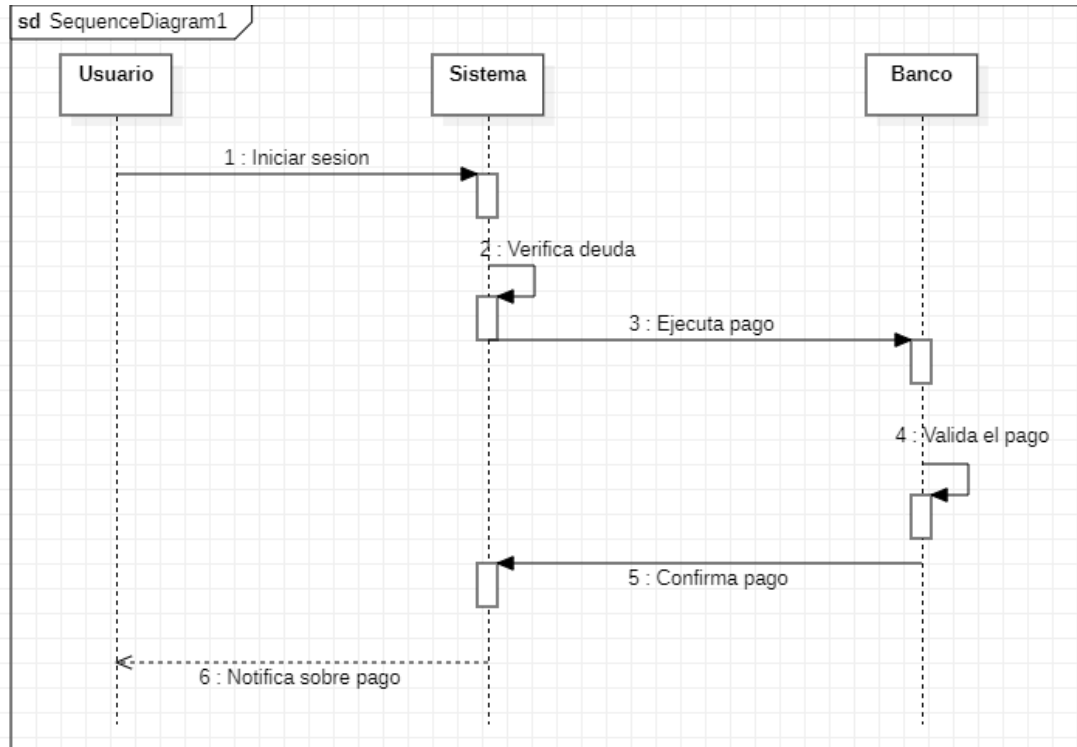 sd SequenceDiagram1
Usuario
Sistema
Banco
1 : Iniciar sesion
2 : Verifica deuda
3 : Ejecuta pago
4 : Valida el pago
5 : Confirma pago
6 : Notifica sobre pago